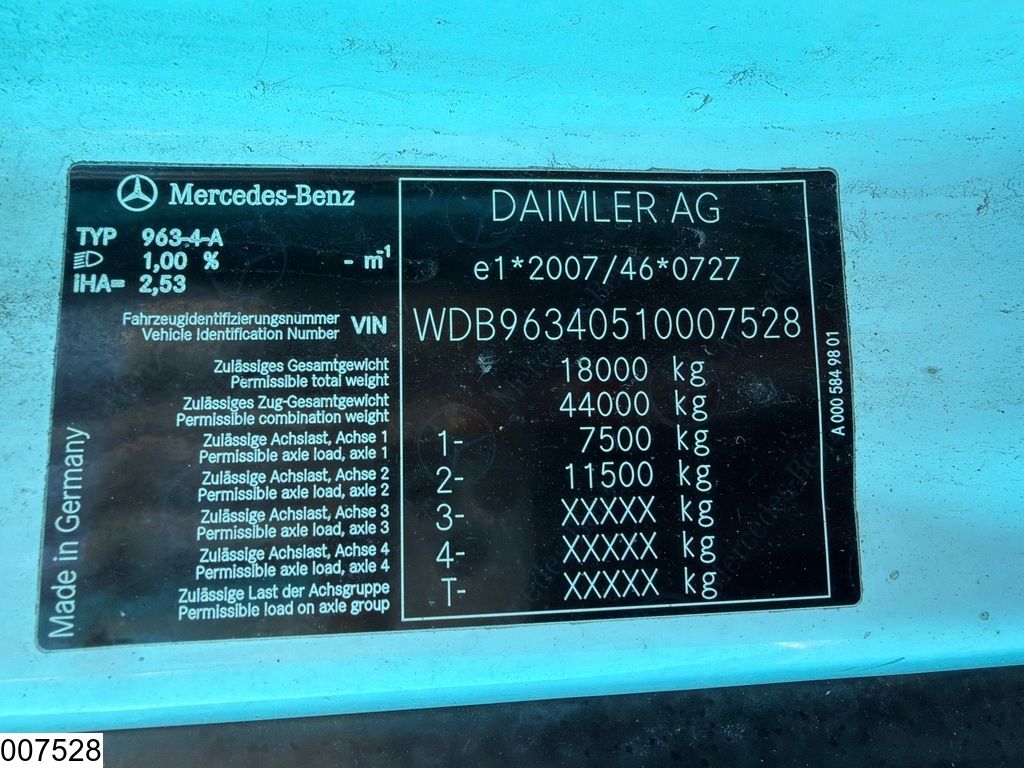 Mercedes-Benz
TYP 963-4-A
1,00 % - m-¹
iHA= 2,53
DAIMLER AG
e1*2007/46*0727
Fahrzeugidentifizierungsnummer
Vehicle Identification Number VIN WDB96340510007528
Zulässiges Gesamtgewicht
Permissible total weight 18000 kg
Zulässiges Zug-Gesamtgewicht
Permissible combination weight 44000 kg
Zulässige Achslast, Achse 1
Permissible axle load, axle 1 1- 7500 kg
Zulässige Achslast, Achse 2
Permissible axle load, axle 2 2- 11500 kg
Zulässige Achslast, Achse 3
Permissible axle load, axle 3 3- XXXXX kg
Zulässige Achslast, Achse 4
Permissible axle load, axle 4 4- XXXXX kg
Zulässige Last der Achsgruppe
Permissible load on axle group T- XXXXX kg
Made in Germany
A 000 584 98 01
007528